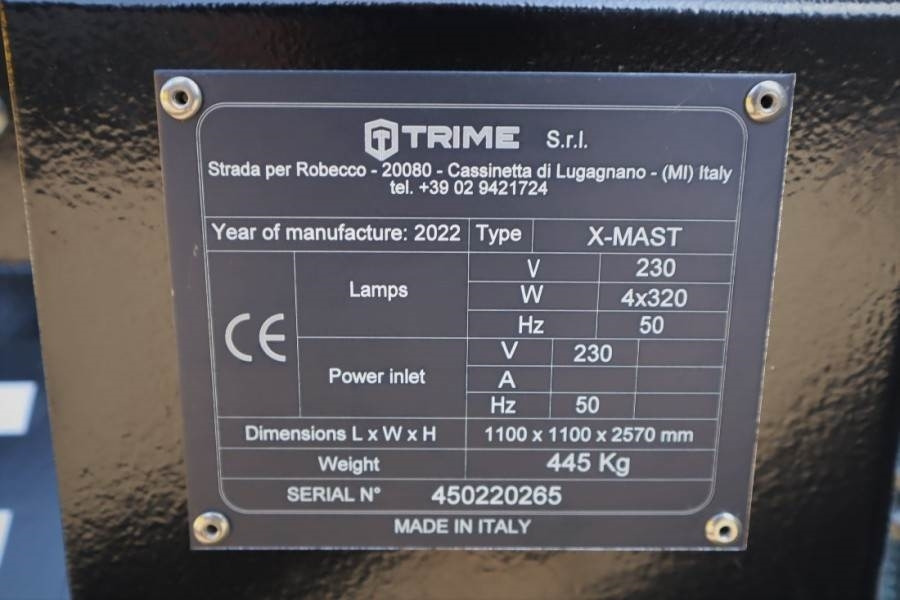 TRIME S.r.l.
Strada per Robecco - 20080 - Cassinetta di Lugagnano - (MI) Italy
tel. +39 02 9421724
Year of manufacture: 2022 Type X-MAST
CE
Lamps
V 230
W 4x320
Hz 50
Power inlet
V 230
A
Hz 50
Dimensions L x W x H 1100 x 1100 x 2570 mm
Weight 445 Kg
SERIAL N° 450220265
MADE IN ITALY